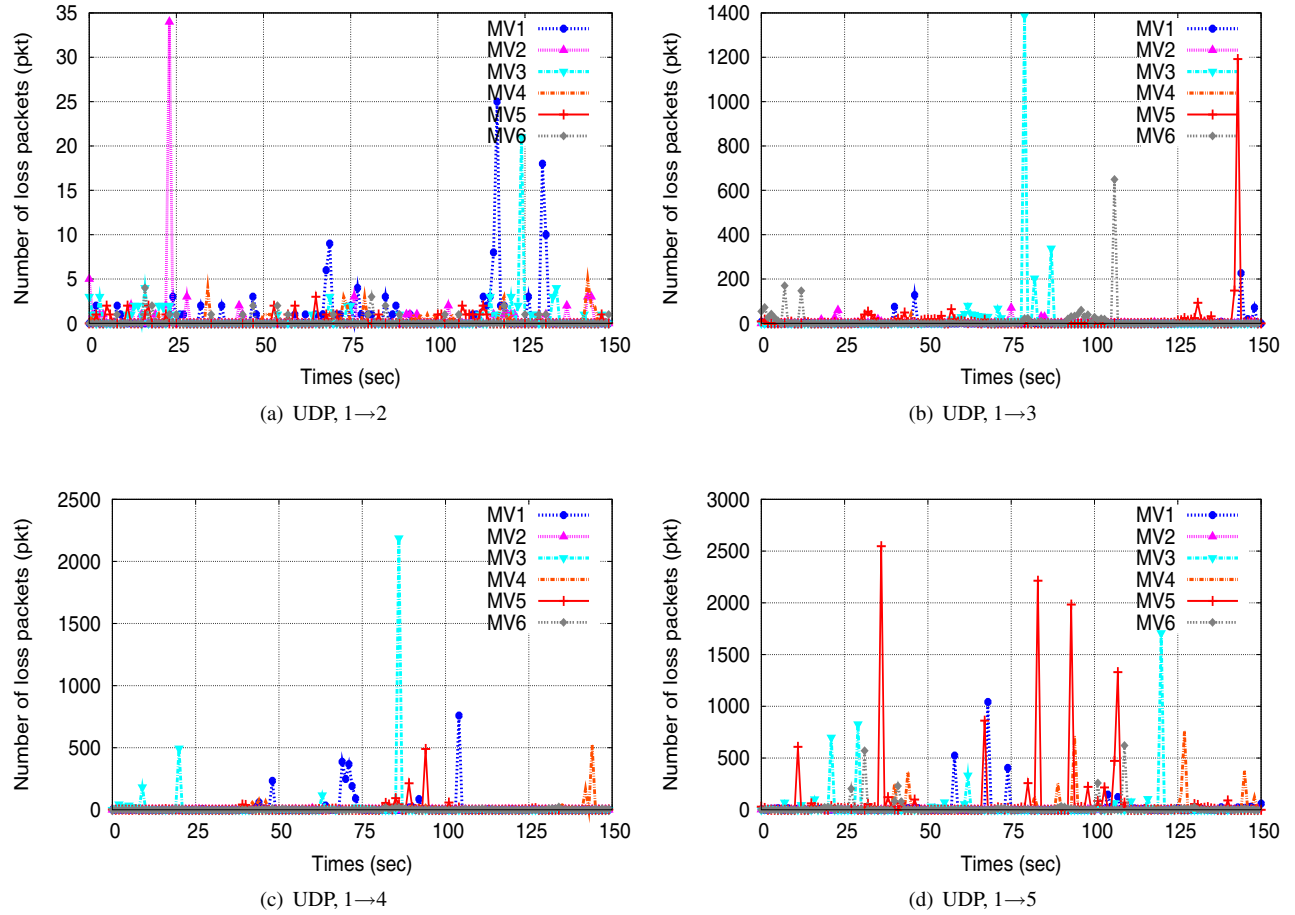 Number of loss packets (pkt)
35
30
25
20
15
10
5
0
0 25 50 75 100 125 150
Times (sec)
MV1
MV2
MV3
MV4
MV5
MV6
(a) UDP, 1→2
Number of loss packets (pkt)
1400
1200
1000
800
600
400
200
0
0 25 50 75 100 125 150
Times (sec)
MV1
MV2
MV3
MV4
MV5
MV6
(b) UDP, 1→3
Number of loss packets (pkt)
2500
2000
1500
1000
500
0
0 25 50 75 100 125 150
Times (sec)
MV1
MV2
MV3
MV4
MV5
MV6
(c) UDP, 1→4
Number of loss packets (pkt)
3000
2500
2000
1500
1000
500
0
0 25 50 75 100 125 150
Times (sec)
MV1
MV2
MV3
MV4
MV5
MV6
(d) UDP, 1→5